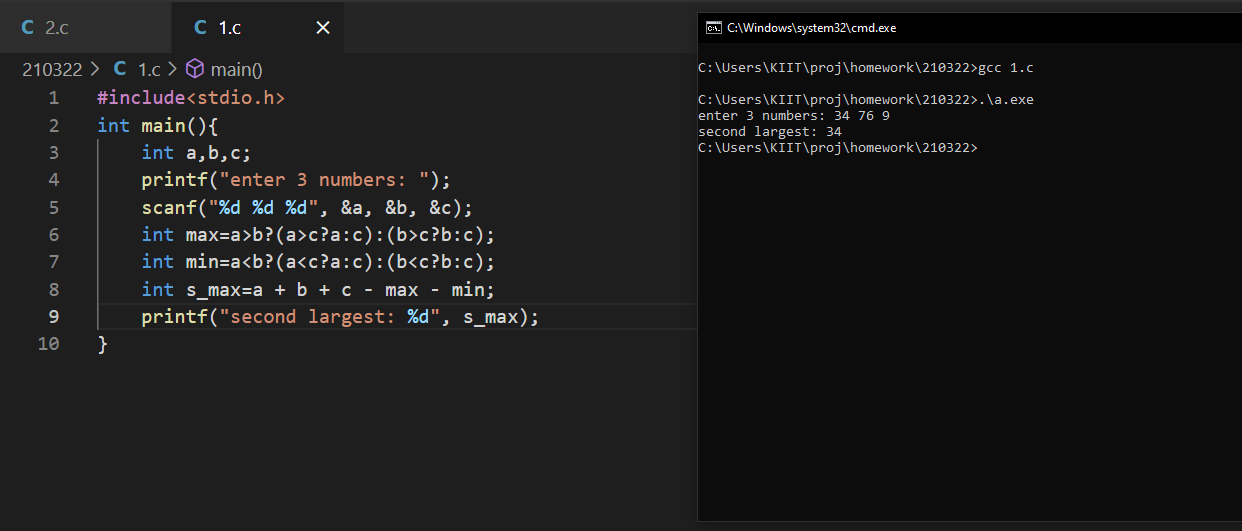 C 2.c C 1.c ×
210322 > C 1.c > main()
1 #include<stdio.h>
2 int main(){
3     int a,b,c;
4     printf("enter 3 numbers: ");
5     scanf("%d %d %d", &a, &b, &c);
6     int max=a>b?(a>c?a:c):(b>c?b:c);
7     int min=a<b?(a<c?a:c):(b<c?b:c);
8     int s_max=a + b + c - max - min;
9     printf("second largest: %d", s_max);
10 }
C:\Windows\system32\cmd.exe
C:\Users\KIIT\proj\homework\210322>gcc 1.c
C:\Users\KIIT\proj\homework\210322>.\a.exe
enter 3 numbers: 34 76 9
second largest: 34
C:\Users\KIIT\proj\homework\210322>